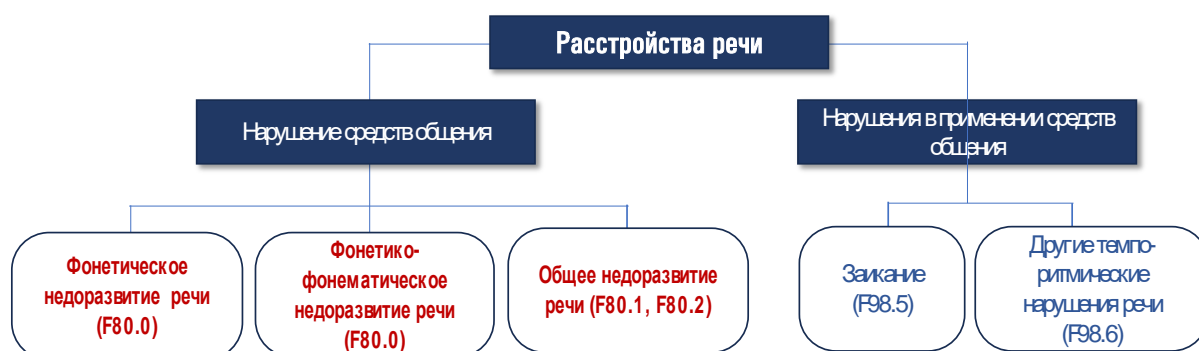 Расстройства речи
Нарушение средств общения
Нарушения в применении средств
общения
Фонетическое
недоразвитие речи
(F80.0)
Фонетико-
фонематическое
недоразвитие речи
(F80.0)
Общее недоразвитие
речи (F80.1, F80.2)
Заикание
(F98.5)
Другие темпо-
ритмические
нарушения речи
(F98.6)